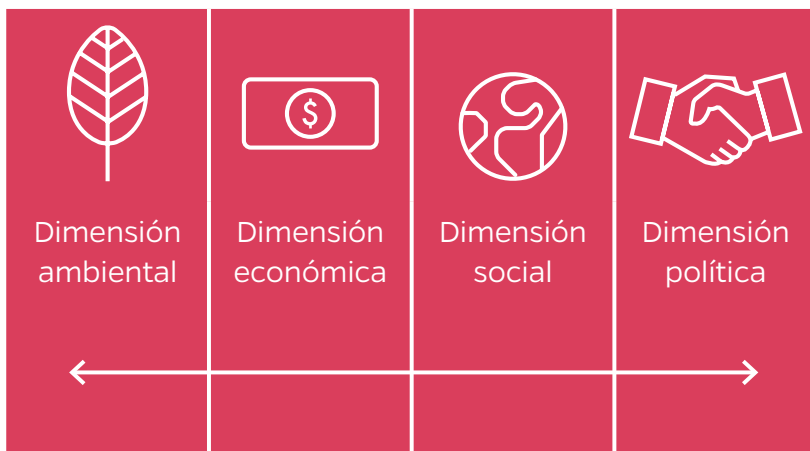 Dimensión
ambiental
Dimensión
económica
Dimensión
social
Dimensión
política
$